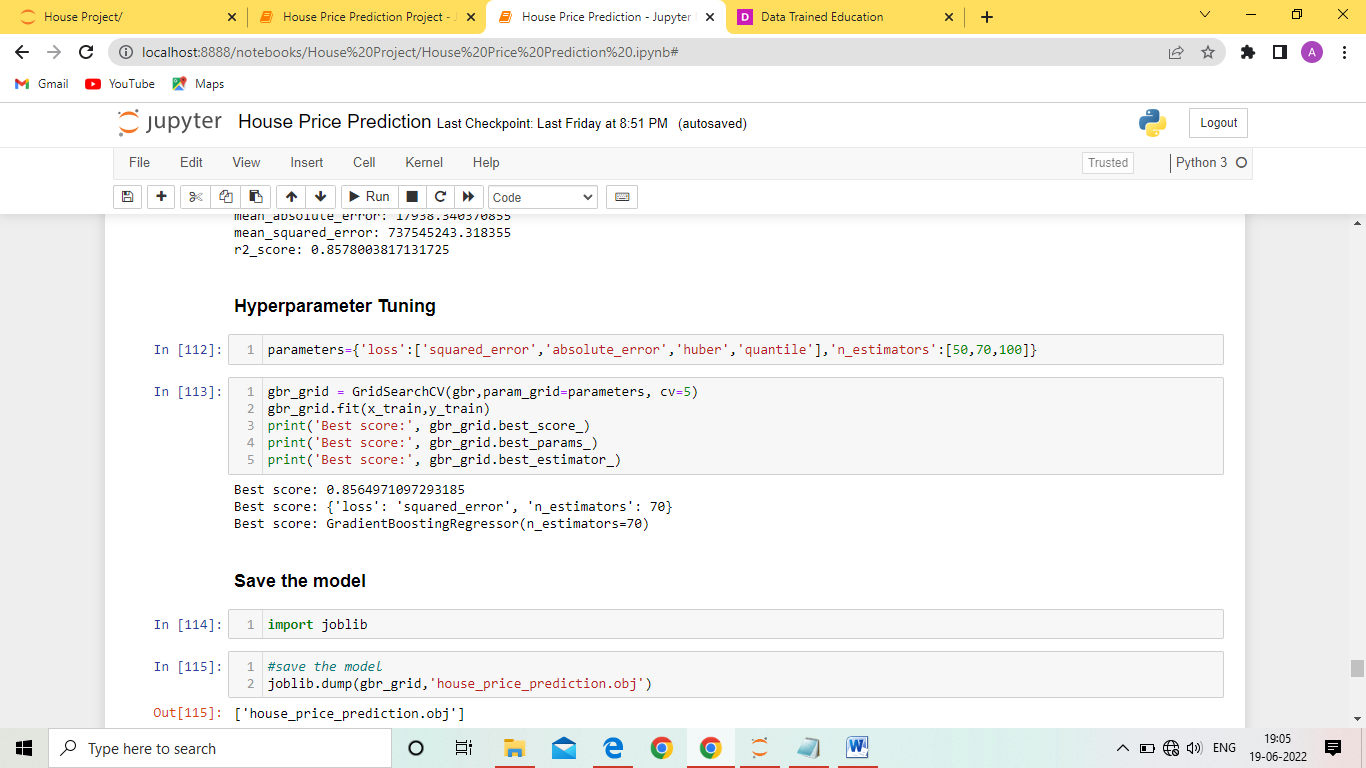 House Project/
House Price Prediction Project - J
House Price Prediction - Jupyter
D Data Trained Education
localhost:8888/notebooks/House%20Project/House%20Price%20Prediction%20.ipynb#
A
Gmail YouTube Maps
jupyter House Price Prediction Last Checkpoint: Last Friday at 8:51 PM (autosaved)
Logout
File Edit View Insert Cell Kernel Help
Trusted Python 3
Run Code
mean_absolute_error: 17938.340370855
mean_squared_error: 737545243.318355
r2_score: 0.8578003817131725
Hyperparameter Tuning
In [112]: 1 parameters={'loss':['squared_error','absolute_error','huber','quantile'],'n_estimators':[50,70,100]}
In [113]: 1 gbr_grid = GridSearchCV(gbr,param_grid=parameters, cv=5)
2 gbr_grid.fit(x_train,y_train)
3 print('Best score:', gbr_grid.best_score_)
4 print('Best score:', gbr_grid.best_params_)
5 print('Best score:', gbr_grid.best_estimator_)
Best score: 0.8564971097293185
Best score: {'loss': 'squared_error', 'n_estimators': 70}
Best score: GradientBoostingRegressor(n_estimators=70)
Save the model
In [114]: 1 import joblib
In [115]: 1 #save the model
2 joblib.dump(gbr_grid,'house_price_prediction.obj')
Out[115]: ['house_price_prediction.obj']
Type here to search
ENG
19:05
19-06-2022